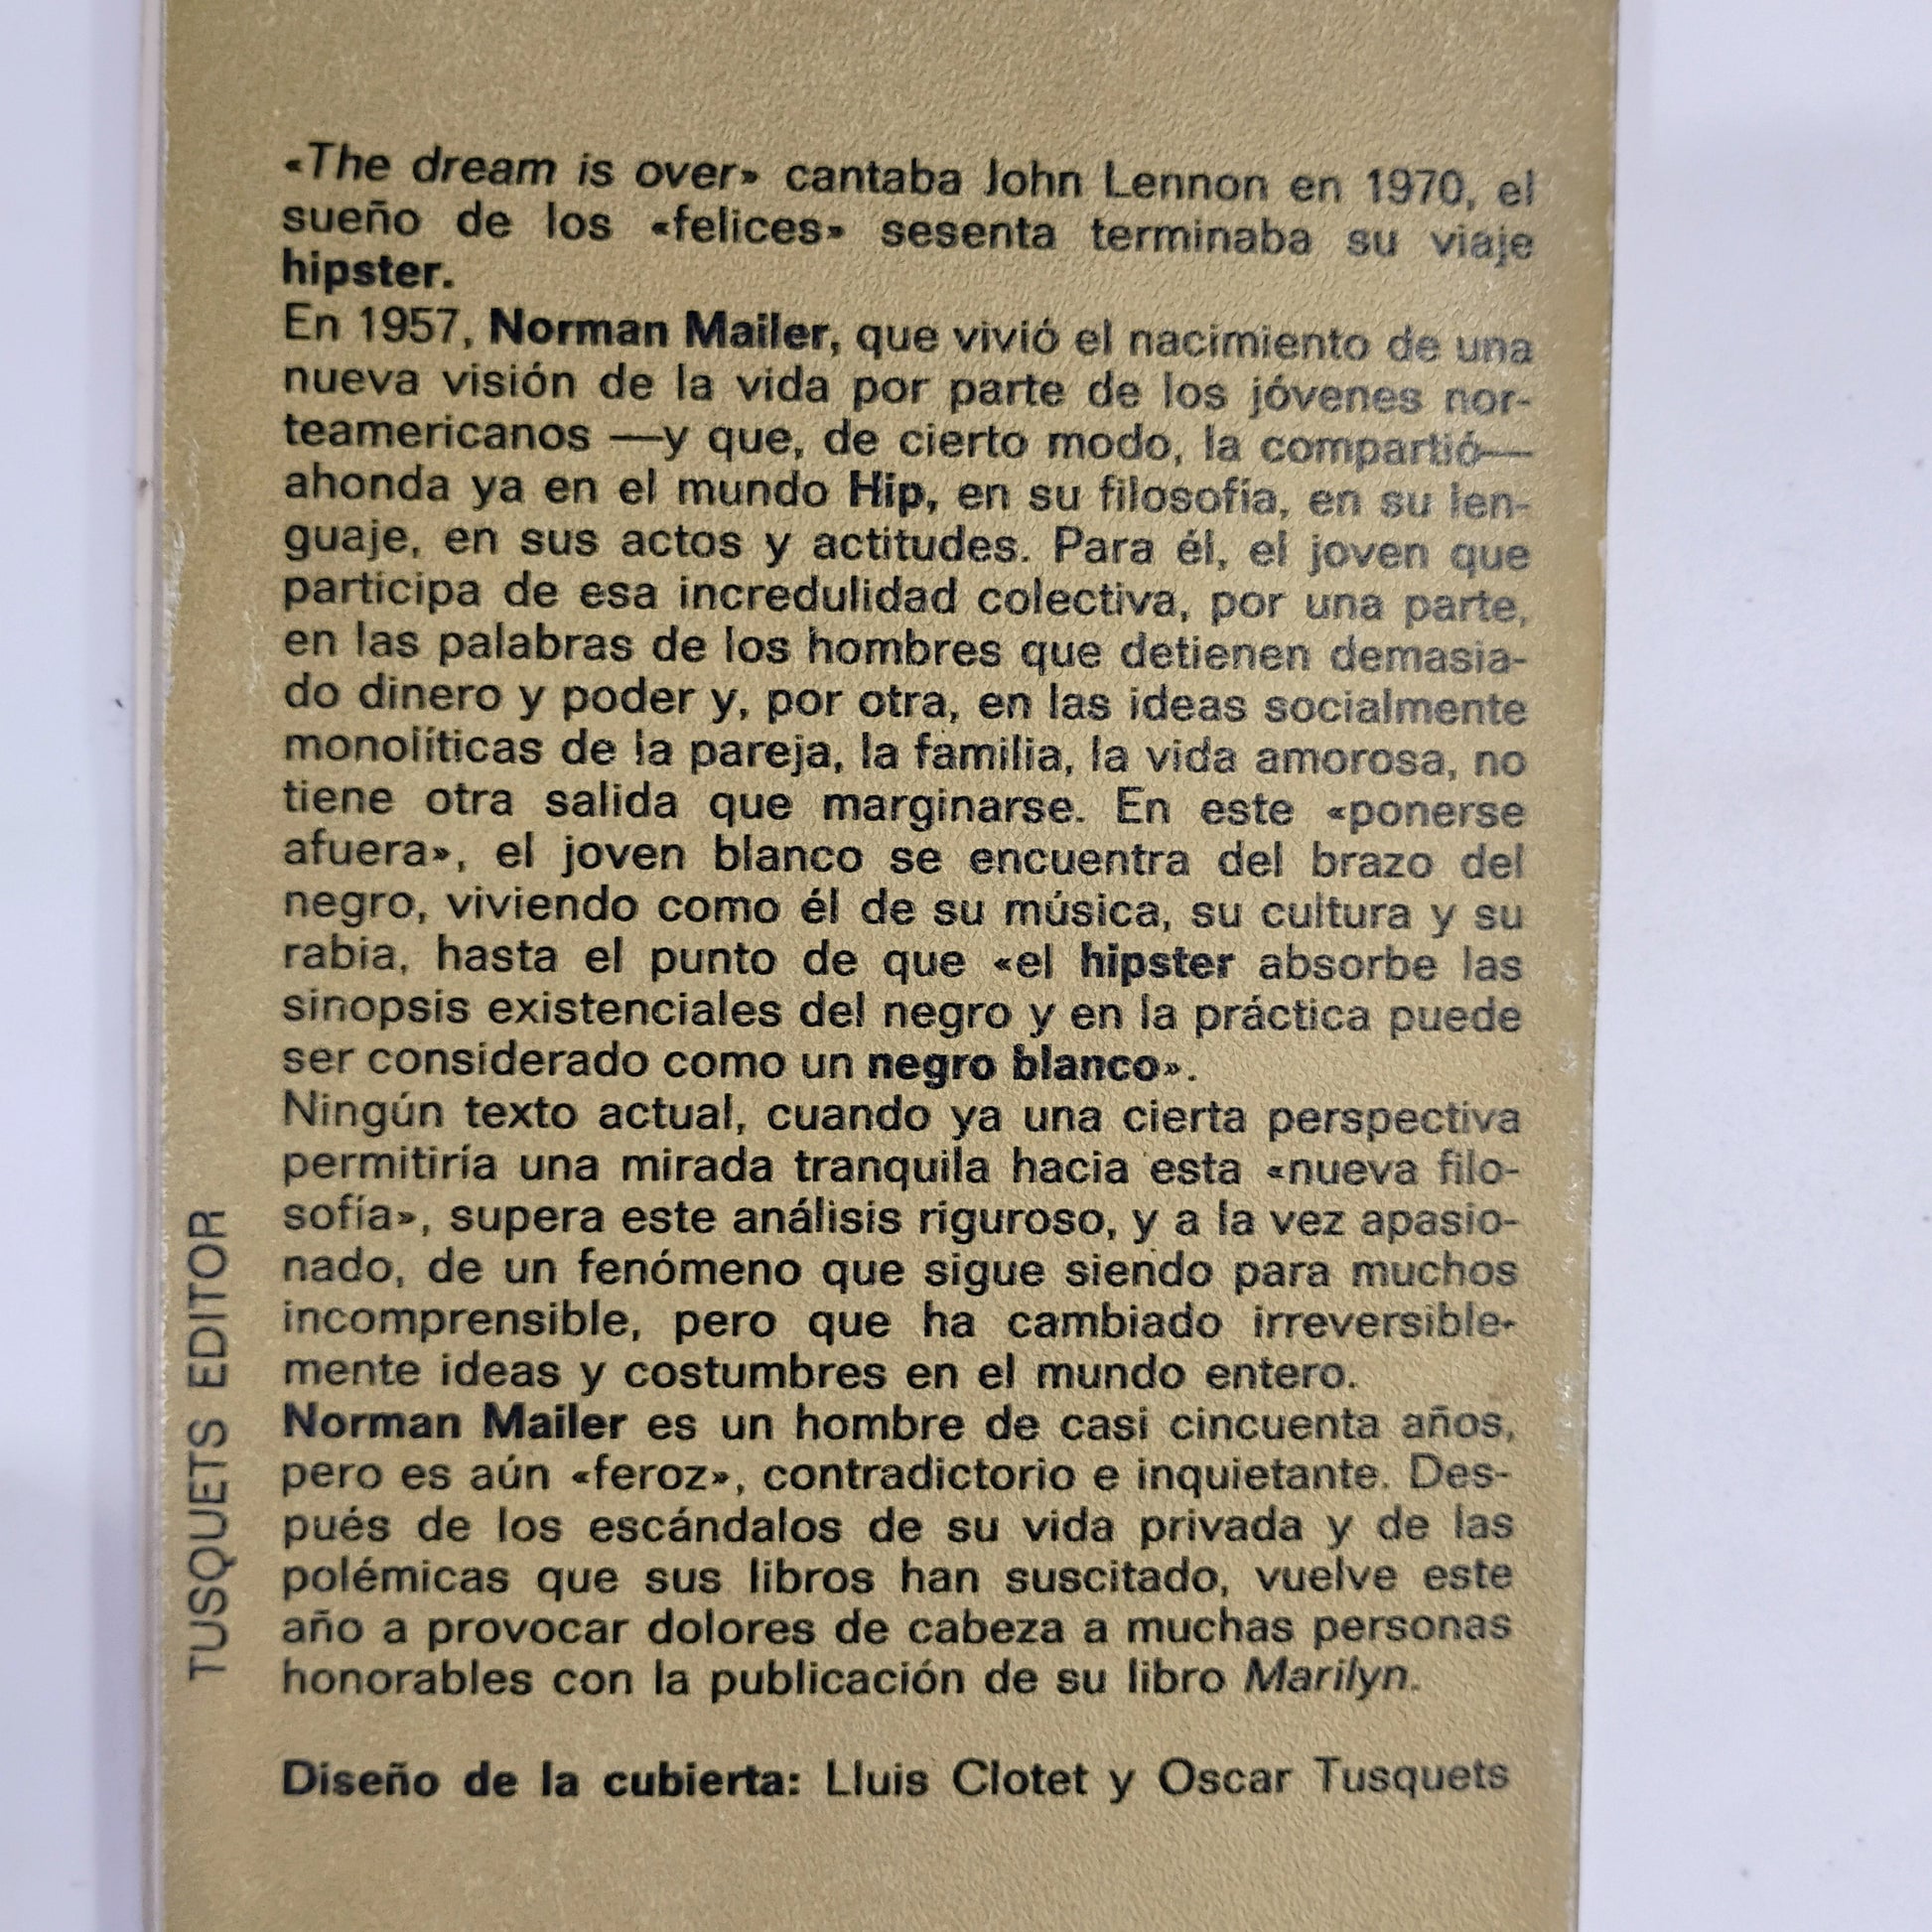 «The dream is over» cantaba John Lennon en 1970, el
sueño de los «felices» sesenta terminaba su viaje
hipster.
En 1957, Norman Mailer, que vivió el nacimiento de una
nueva visión de la vida por parte de los jóvenes nor-
teamericanos —y que, de cierto modo, la compartió—
ahonda ya en el mundo Hip, en su filosofía, en su len-
guaje, en sus actos y actitudes. Para él, el joven que
participa de esa incredulidad colectiva, por una parte,
en las palabras de los hombres que detienen demasia-
do dinero y poder y, por otra, en las ideas socialmente
monolíticas de la pareja, la familia, la vida amorosa, no
tiene otra salida que marginarse. En este «ponerse
afuera», el joven blanco se encuentra del brazo del
negro, viviendo como él de su música, su cultura y su
rabia, hasta el punto de que «el hipster absorbe las
sinopsis existenciales del negro y en la práctica puede
ser considerado como un negro blanco».
Ningún texto actual, cuando ya una cierta perspectiva
permitiría una mirada tranquila hacia esta «nueva filo-
sofía», supera este análisis riguroso, y a la vez apasio-
nado, de un fenómeno que sigue siendo para muchos
incomprensible, pero que ha cambiado irreversible-
mente ideas y costumbres en el mundo entero.
Norman Mailer es un hombre de casi cincuenta años,
pero es aún «feroz», contradictorio e inquietante. Des-
pués de los escándalos de su vida privada y de las
polémicas que sus libros han suscitado, vuelve este
año a provocar dolores de cabeza a muchas personas
honorables con la publicación de su libro Marilyn.
Diseño de la cubierta: Lluis Clotet y Oscar Tusquets
TUSQUETS EDITOR